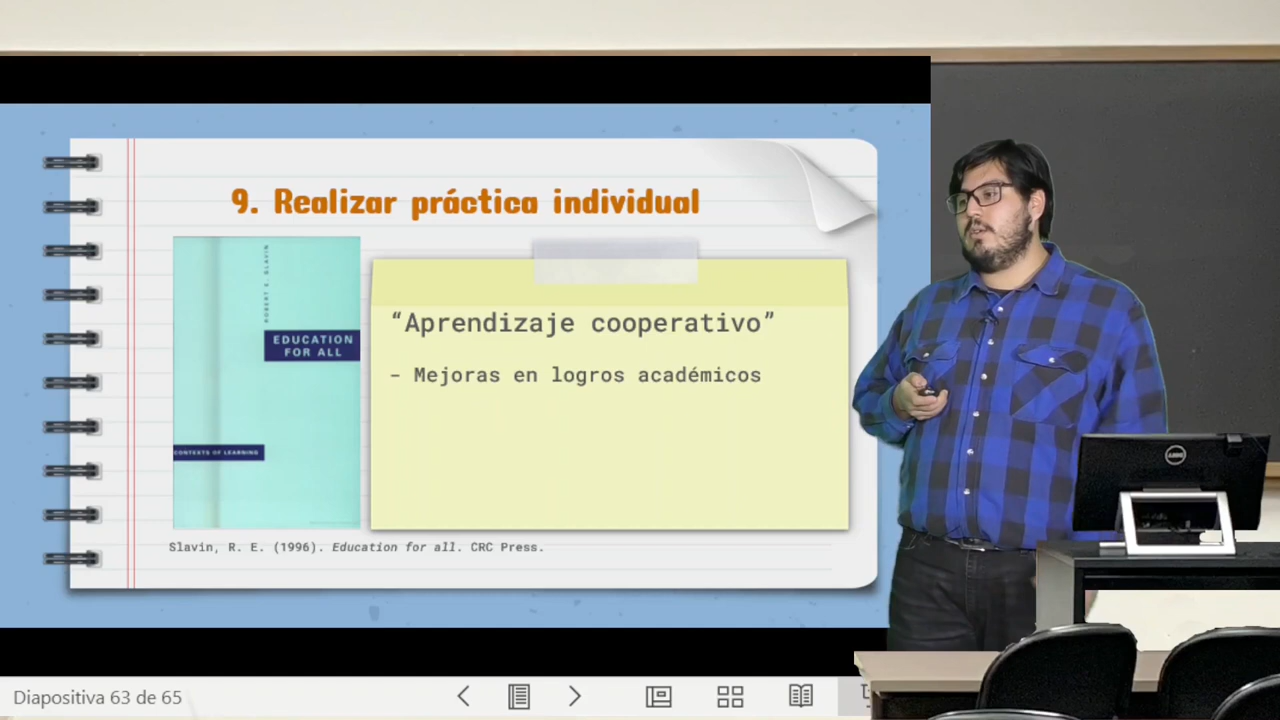 9. Realizar práctica individual
ROBERT E. SLAVIN
EDUCATION
FOR ALL
CONTEXTS OF LEARNING
“Aprendizaje cooperativo”
- Mejoras en logros académicos
Slavin, R. E. (1996). Education for all. CRC Press.
DELL
Diapositiva 63 de 65